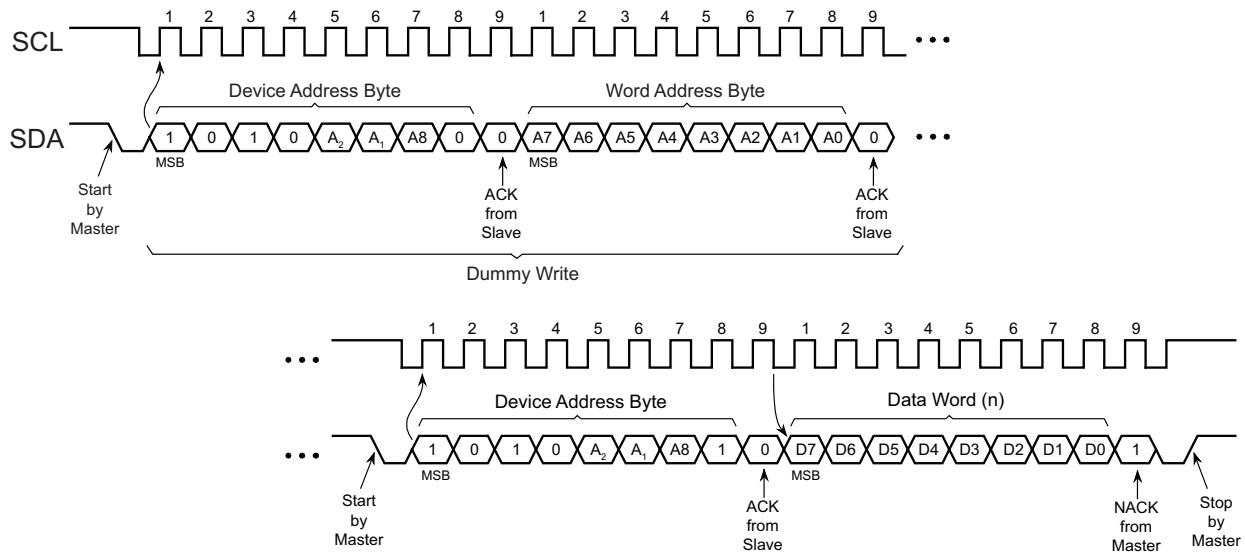 1 2 3 4 5 6 7 8 9 1 2 3 4 5 6 7 8 9
SCL
Device Address Byte Word Address Byte
SDA 1 0 1 0 A₂ A₁ A8 0 0 A7 A6 A5 A4 A3 A2 A1 A0 0
MSB MSB
Start
by
Master
ACK
from
Slave
ACK
from
Slave
Dummy Write
1 2 3 4 5 6 7 8 9 1 2 3 4 5 6 7 8 9
Device Address Byte Data Word (n)
1 0 1 0 A₂ A₁ A8 1 0 D7 D6 D5 D4 D3 D2 D1 D0 1
MSB MSB
Start
by
Master
ACK
from
Slave
NACK
from
Master
Stop
by
Master